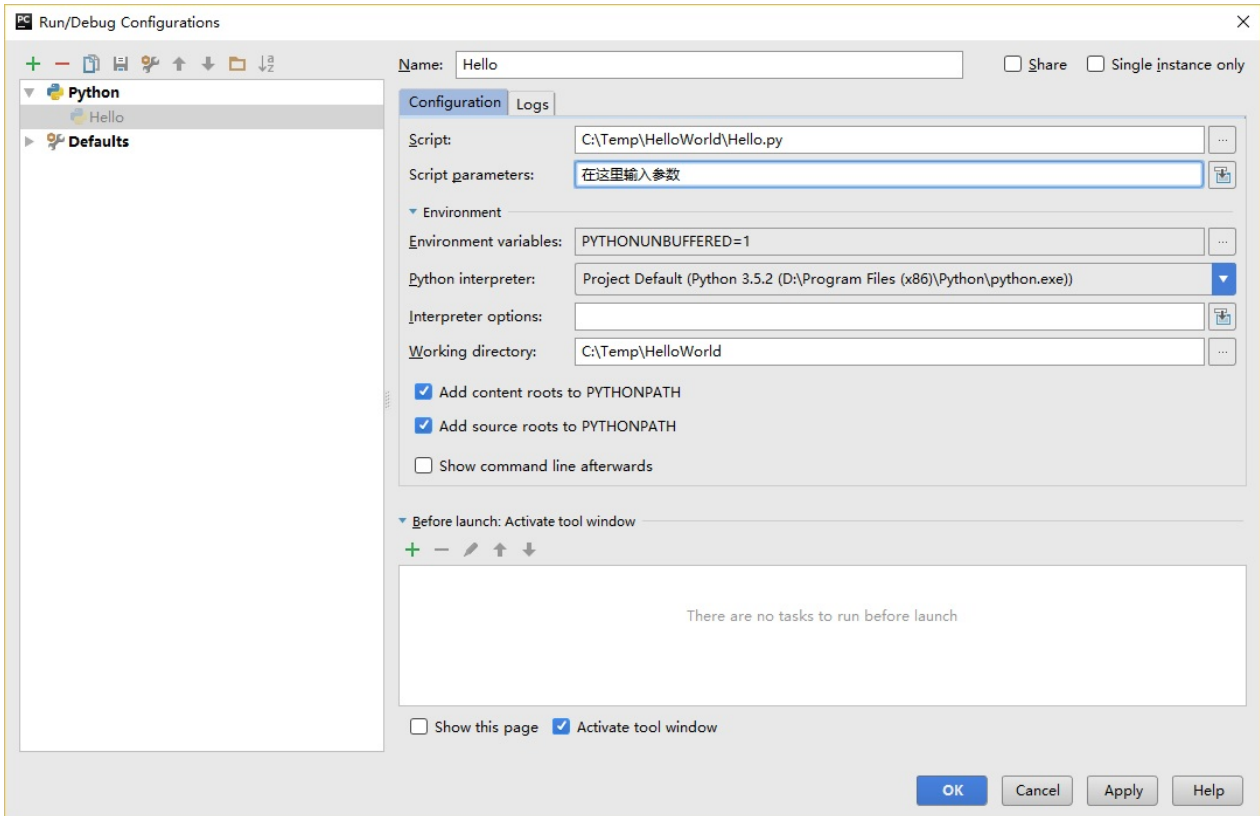 PC Run/Debug Configurations
Python
Hello
Defaults
Name: Hello
Share
Single instance only
Configuration
Logs
Script: C:\Temp\HelloWorld\Hello.py
Script parameters: 在这里输入参数
Environment
Environment variables: PYTHONUNBUFFERED=1
Python interpreter: Project Default (Python 3.5.2 (D:\Program Files (x86)\Python\python.exe))
Interpreter options:
Working directory: C:\Temp\HelloWorld
Add content roots to PYTHONPATH
Add source roots to PYTHONPATH
Show command line afterwards
Before launch: Activate tool window
There are no tasks to run before launch
Show this page
Activate tool window
OK
Cancel
Apply
Help